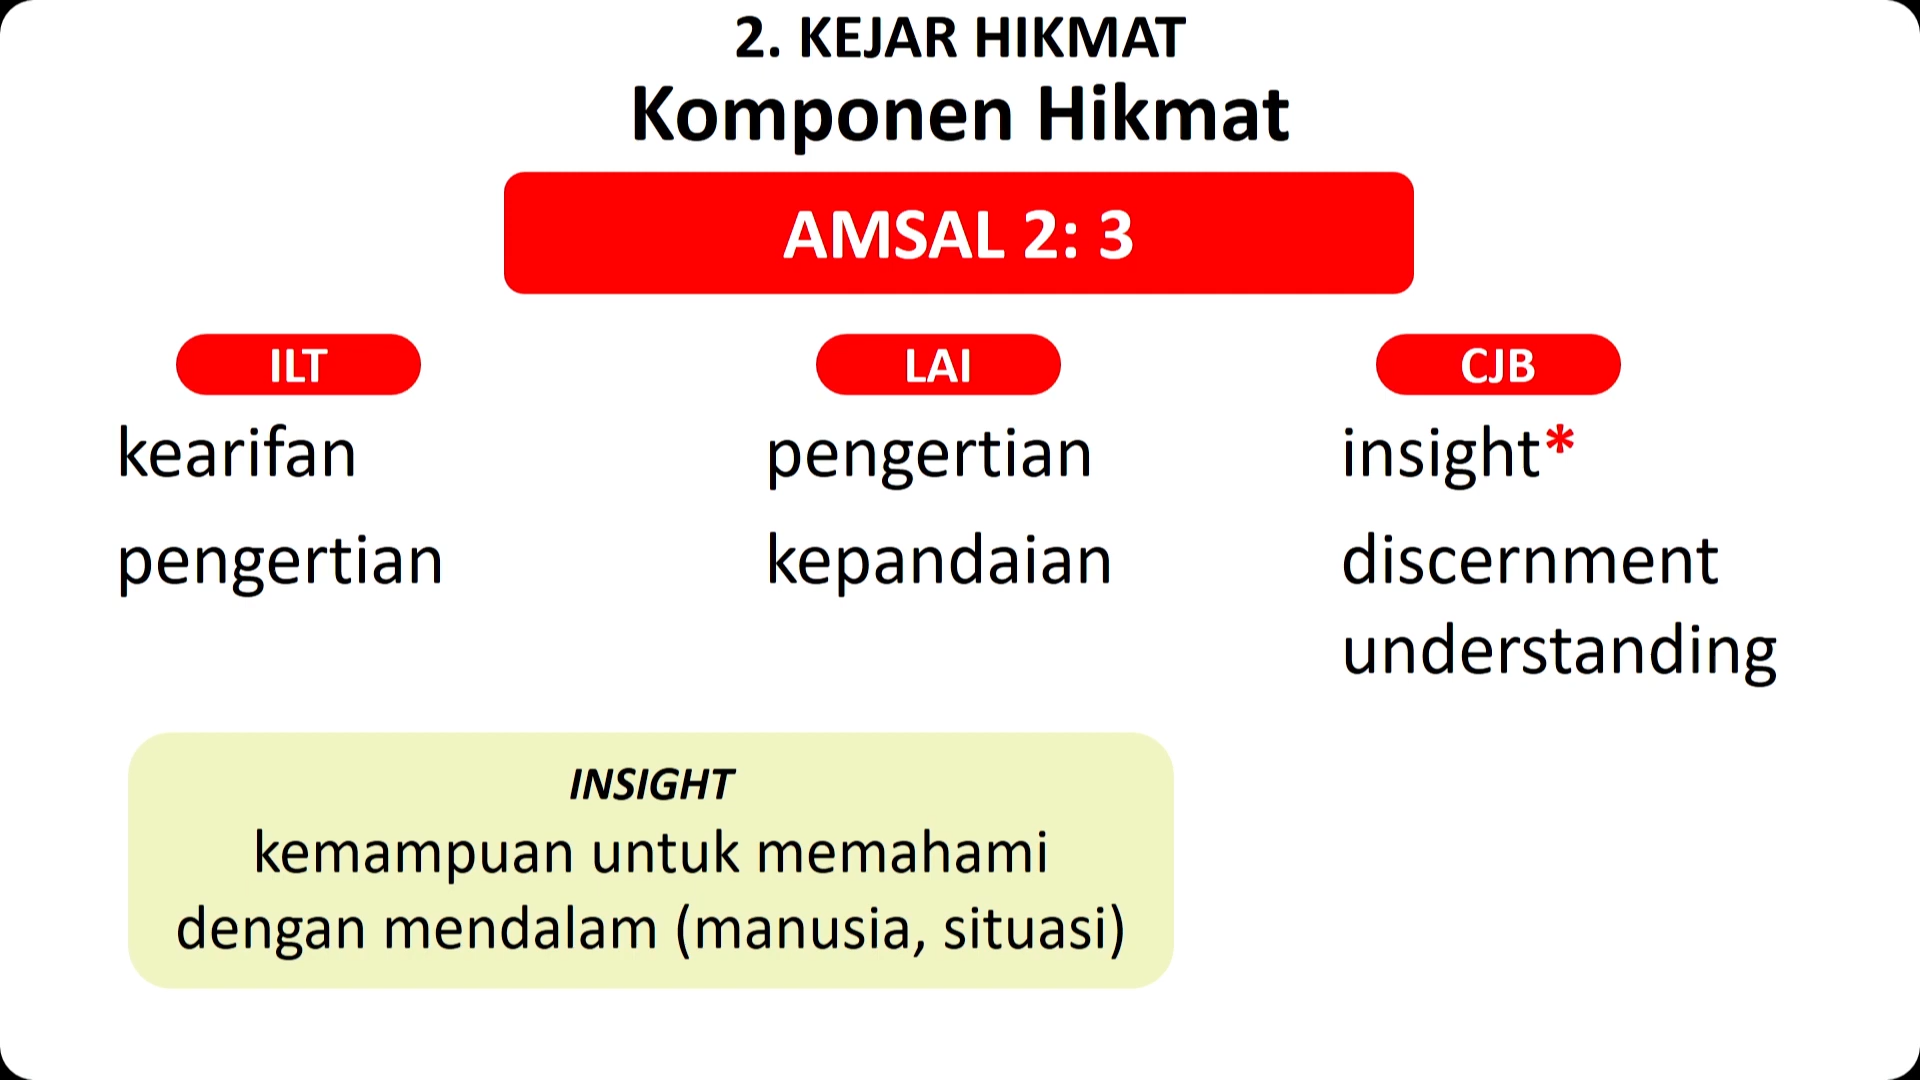 2. KEJAR HIKMAT
Komponen Hikmat
AMSAL 2: 3
ILT
kearifan
pengertian
LAI
pengertian
kepandaian
CJB
insight*
discernment
understanding
INSIGHT
kemampuan untuk memahami
dengan mendalam (manusia, situasi)